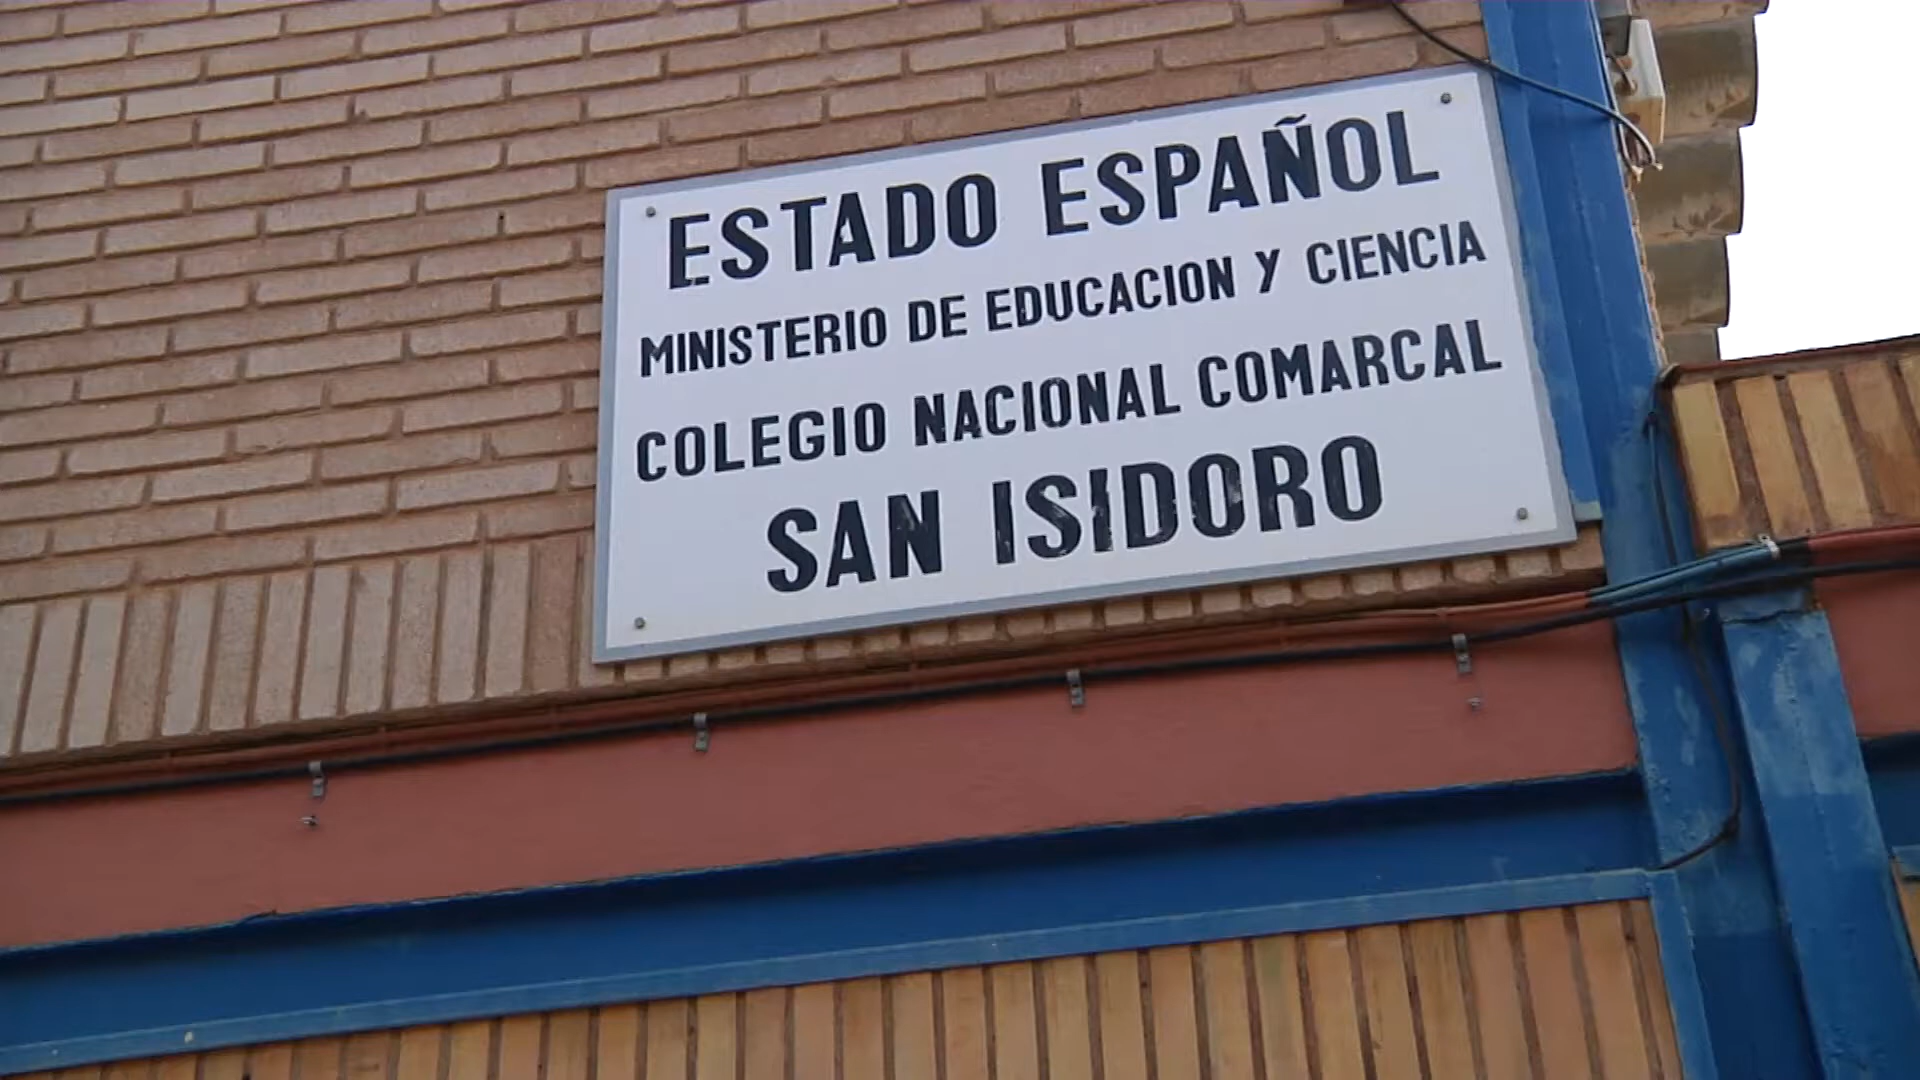 ESTADO ESPAÑOL
MINISTERIO DE EDUCACION Y CIENCIA
COLEGIO NACIONAL COMARCAL
SAN ISIDORO